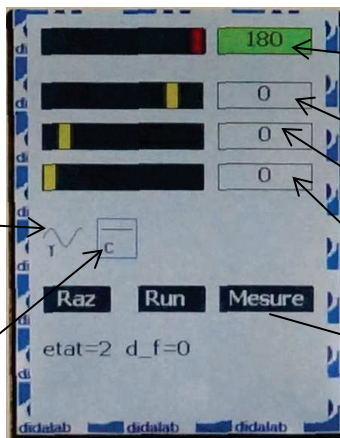 180
0
0
0
T C
Raz Run Mesure
etat=2 d_f=0
didalab didalab didalab